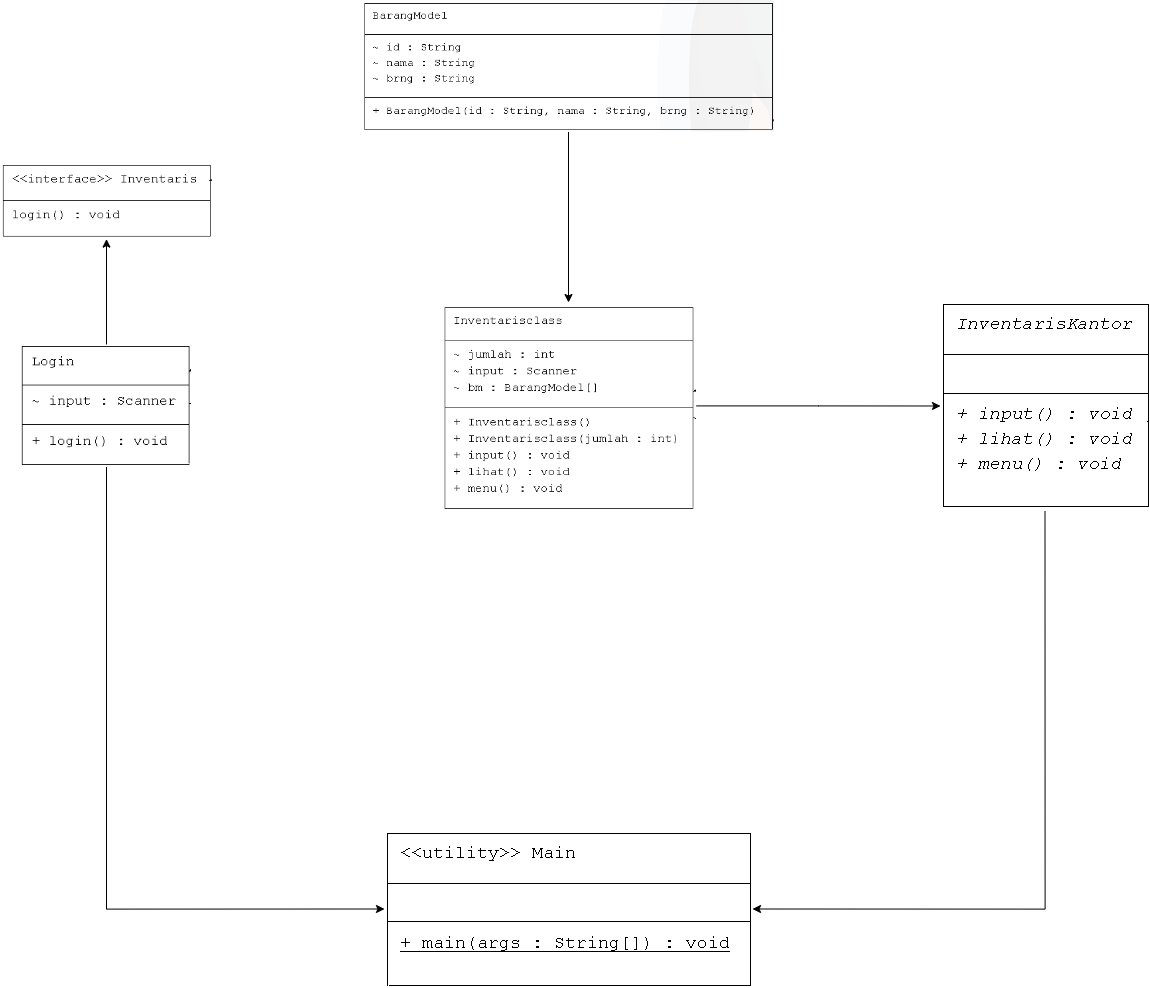 BarangModel
~ id : String
~ nama : String
~ brng : String
+ BarangModel(id : String, nama : String, brng : String)
<<interface>> Inventaris
login() : void
Login
~ input : Scanner
+ login() : void
Inventarisclass
~ jumlah : int
~ input : Scanner
~ bm : BarangModel[]
+ Inventarisclass()
+ Inventarisclass(jumlah : int)
+ input() : void
+ lihat() : void
+ menu() : void
InventarisKantor
+ input() : void
+ lihat() : void
+ menu() : void
<<utility>> Main
+ main(args : String[]) : void